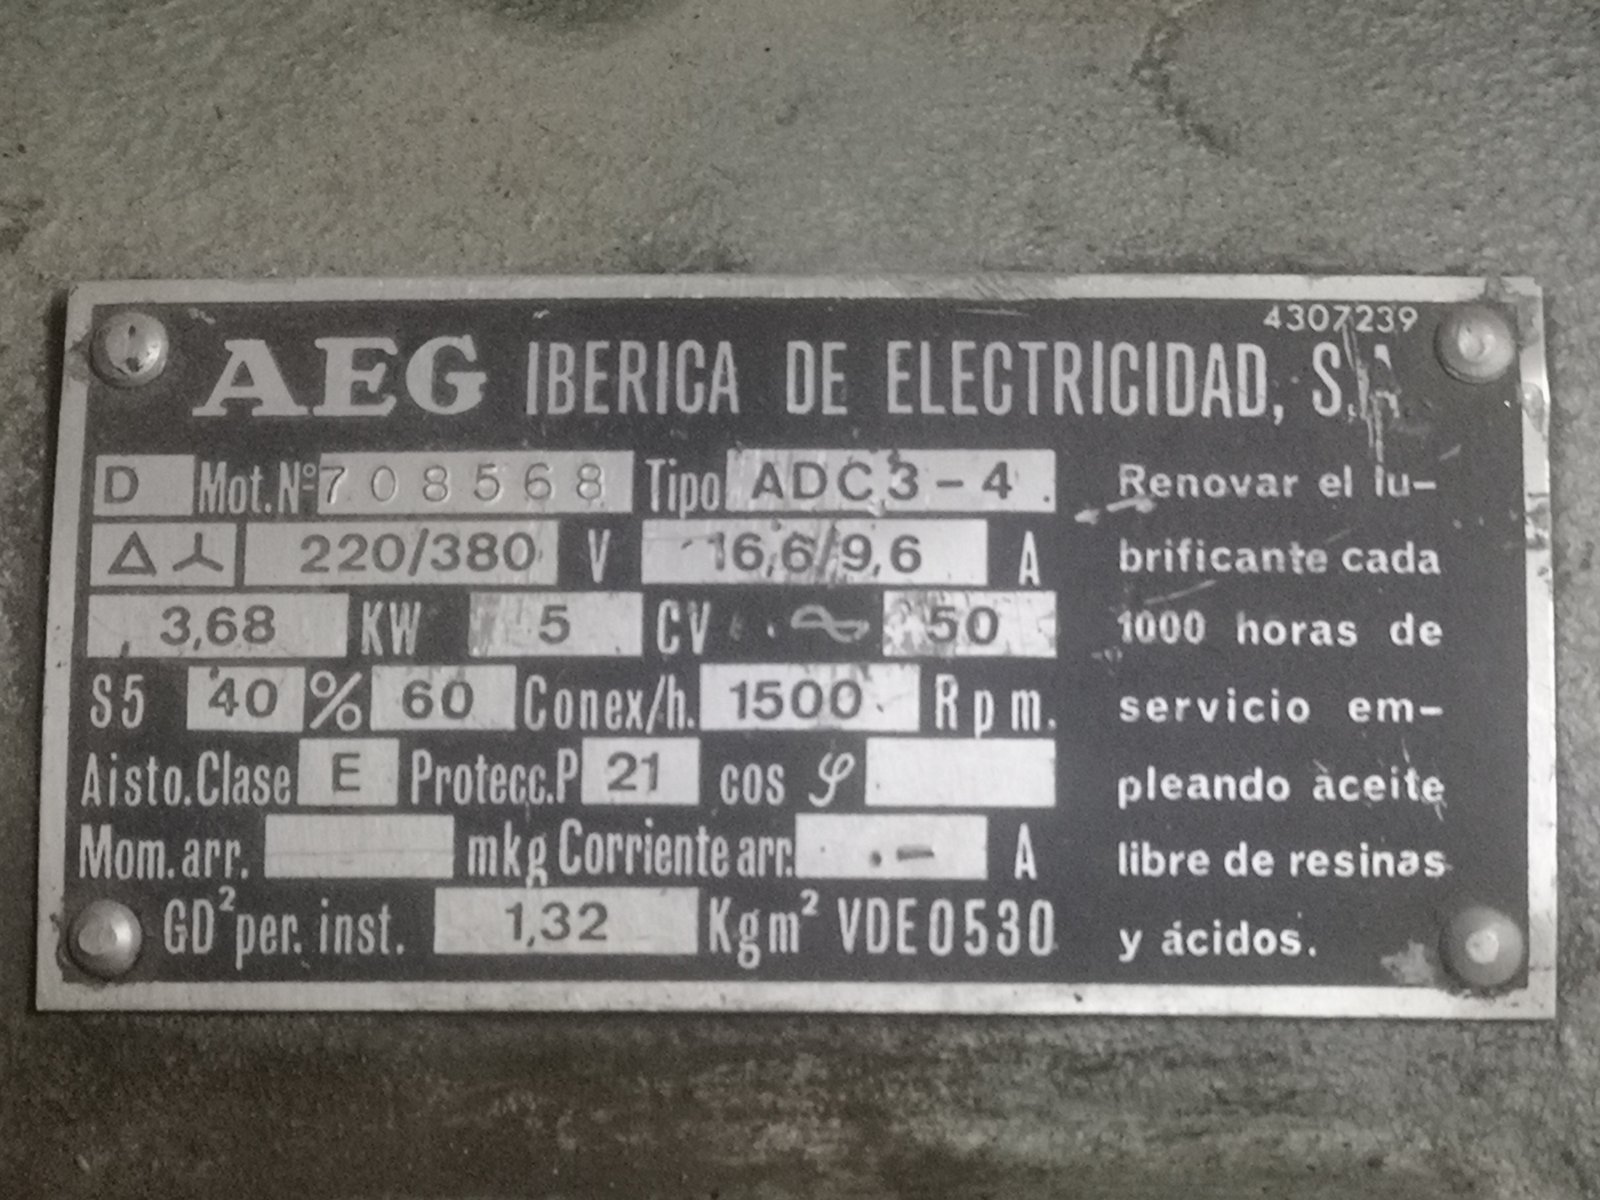 4307239
AEG IBERICA DE ELECTRICIDAD, S.A
D Mot.Nº 708568 Tipo ADC 3-4
220/380 V 16,6/9,6 A
3,68 KW 5 CV 50
S5 40 % 60 Conex/h. 1500 Rpm.
Aisto.Clase E Protecc.P 21 cos φ
Mom.arr. mkg Corriente arr. .- A
GD² per. inst. 1,32 Kgm² VDE0530
Renovar el lu-
brificante cada
1000 horas de
servicio em-
pleando aceite
libre de resinas
y ácidos.